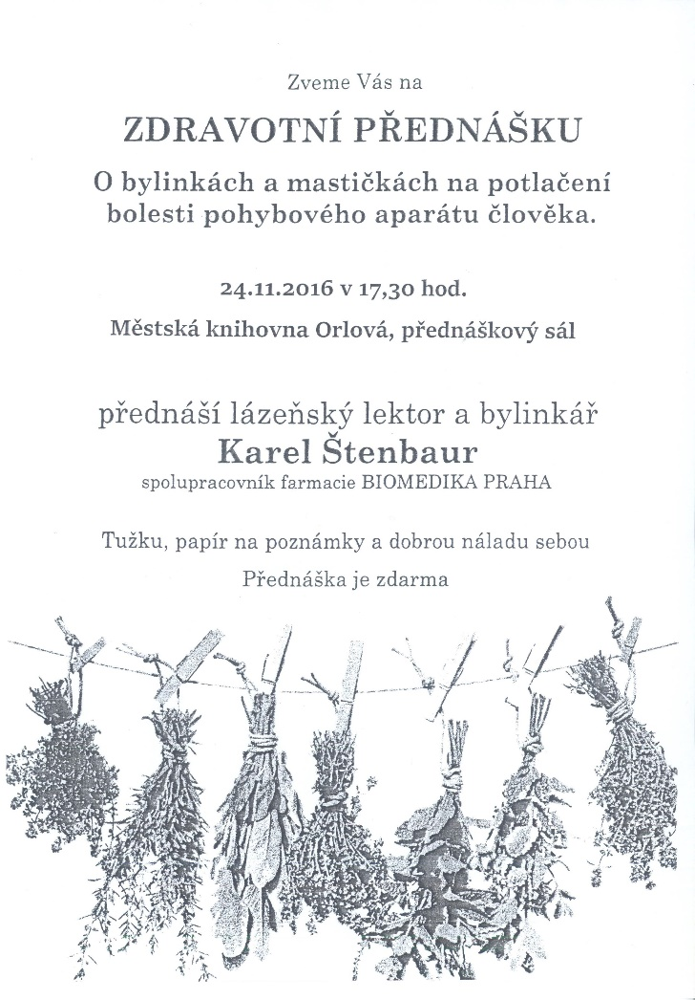 Zveme Vás na
ZDRAVOTNÍ PŘEDNÁŠKU
O bylinkách a mastičkách na potlačení
bolesti pohybového aparátu člověka.
24.11.2016 v 17,30 hod.
Městská knihovna Orlová, přednáškový sál
přednáší lázeňský lektor a bylinkář
Karel Štenbaur
spolupracovník farmacie BIOMEDIKA PRAHA
Tužku, papír na poznámky a dobrou náladu sebou
Přednáška je zdarma